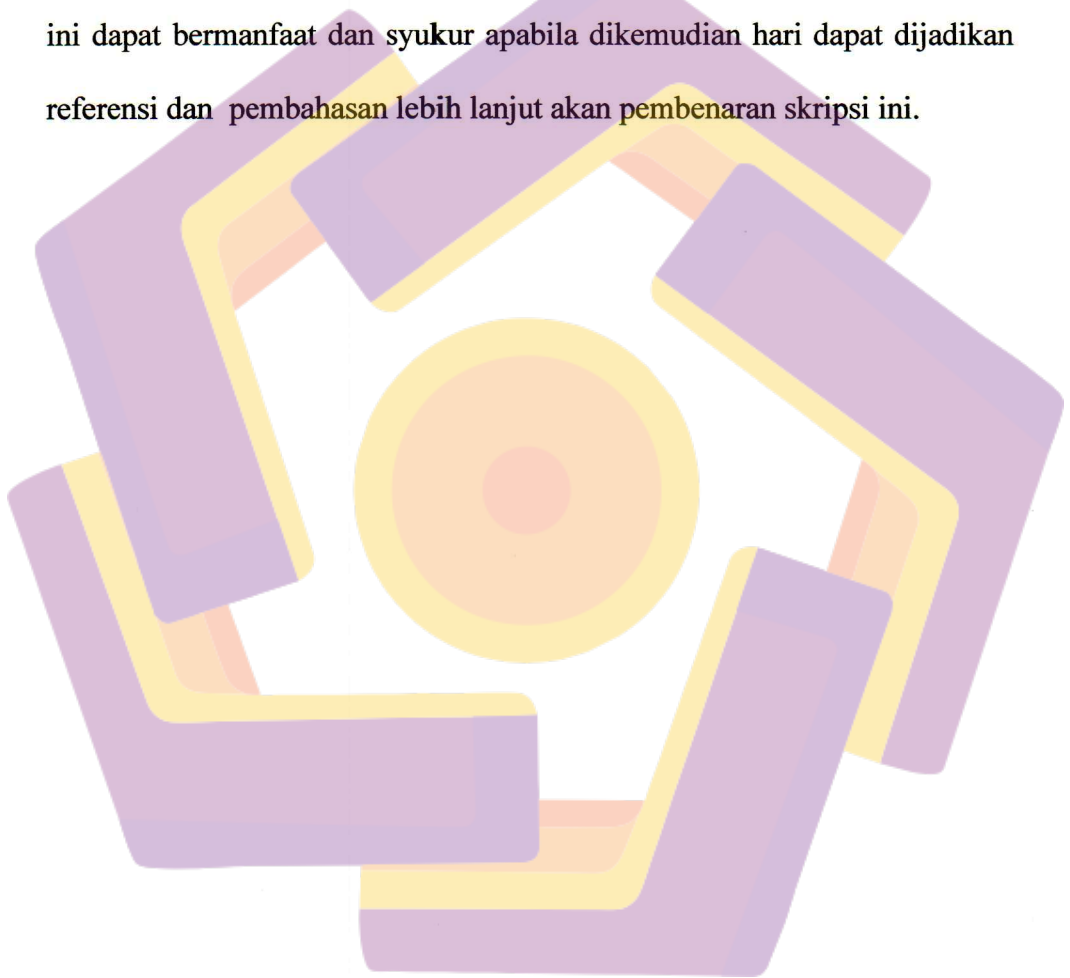 ini dapat bermanfaat dan syukur apabila dikemudian hari dapat dijadikan
referensi dan pembahasan lebih lanjut akan pembenaran skripsi ini.